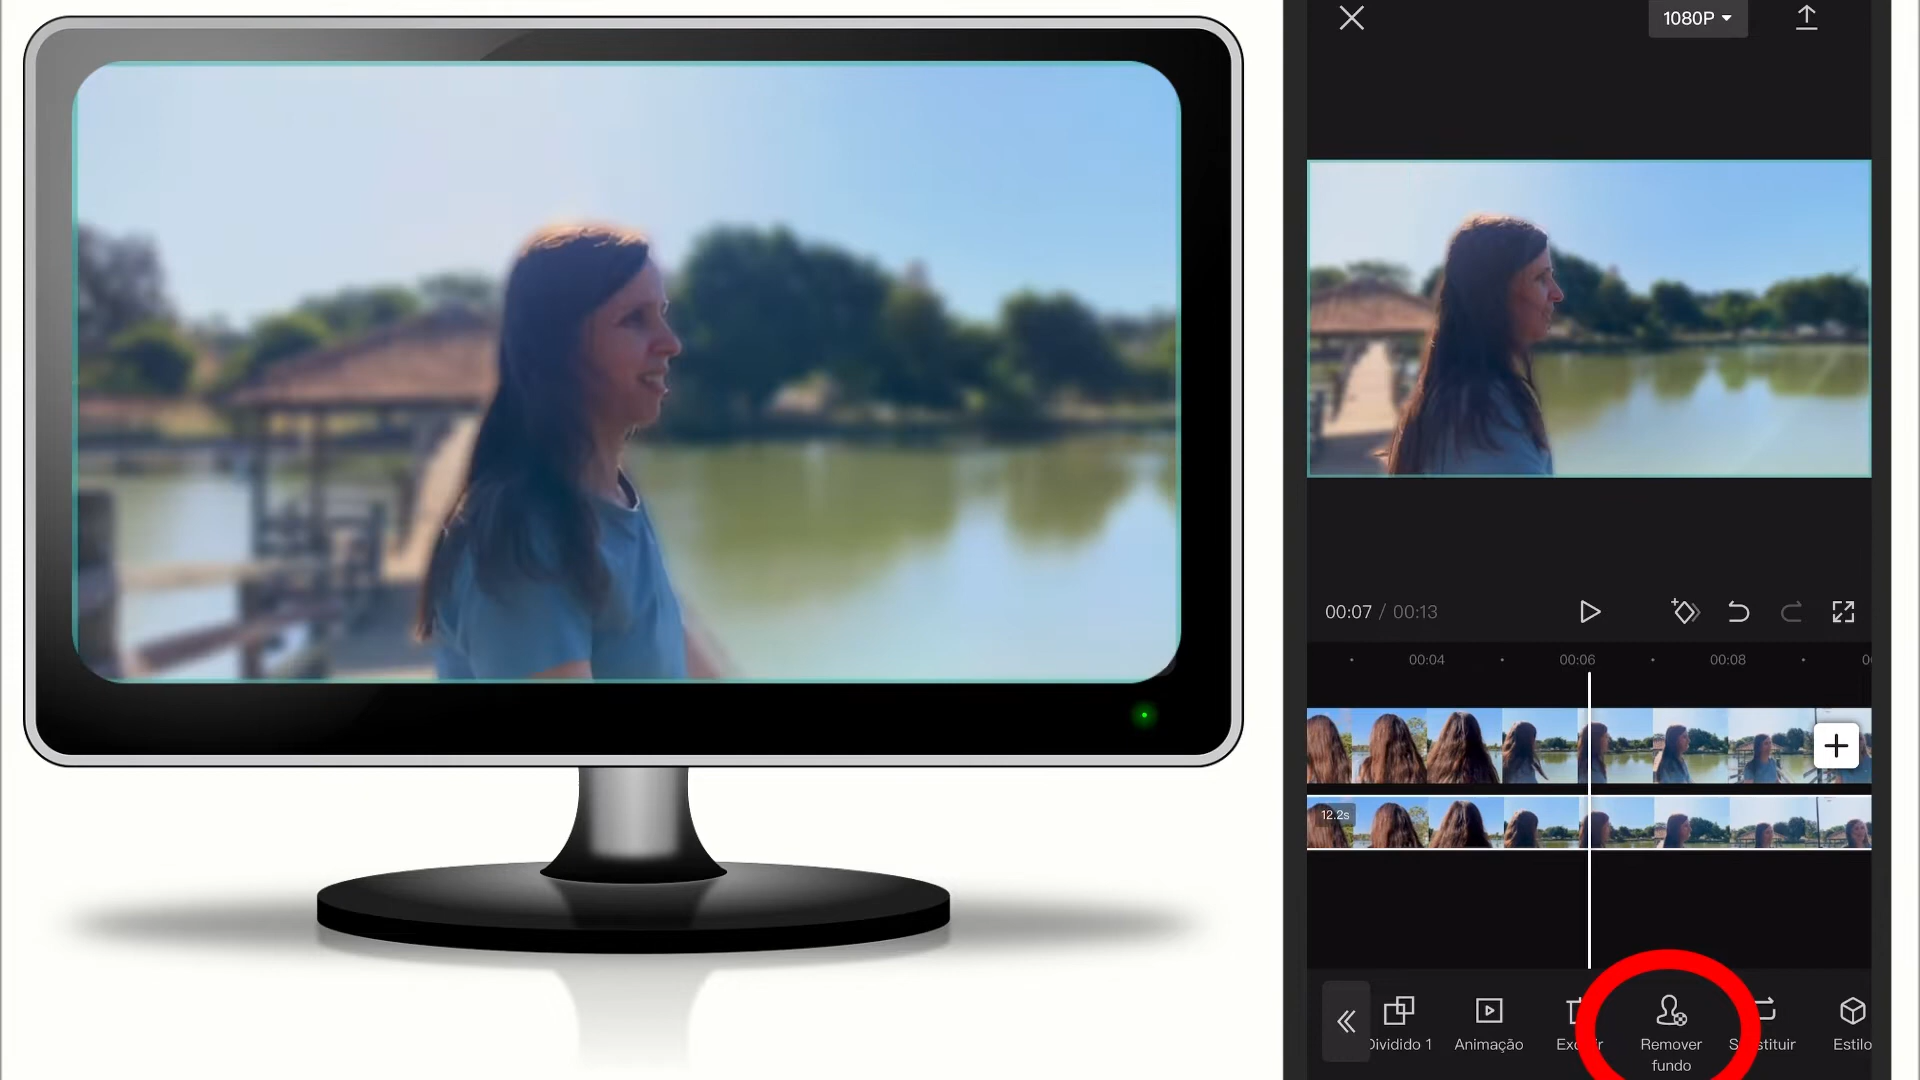 1080P
00:07 / 00:13
00:04 00:06 00:08
12.2s
Animação
Remover
fundo
Estilo